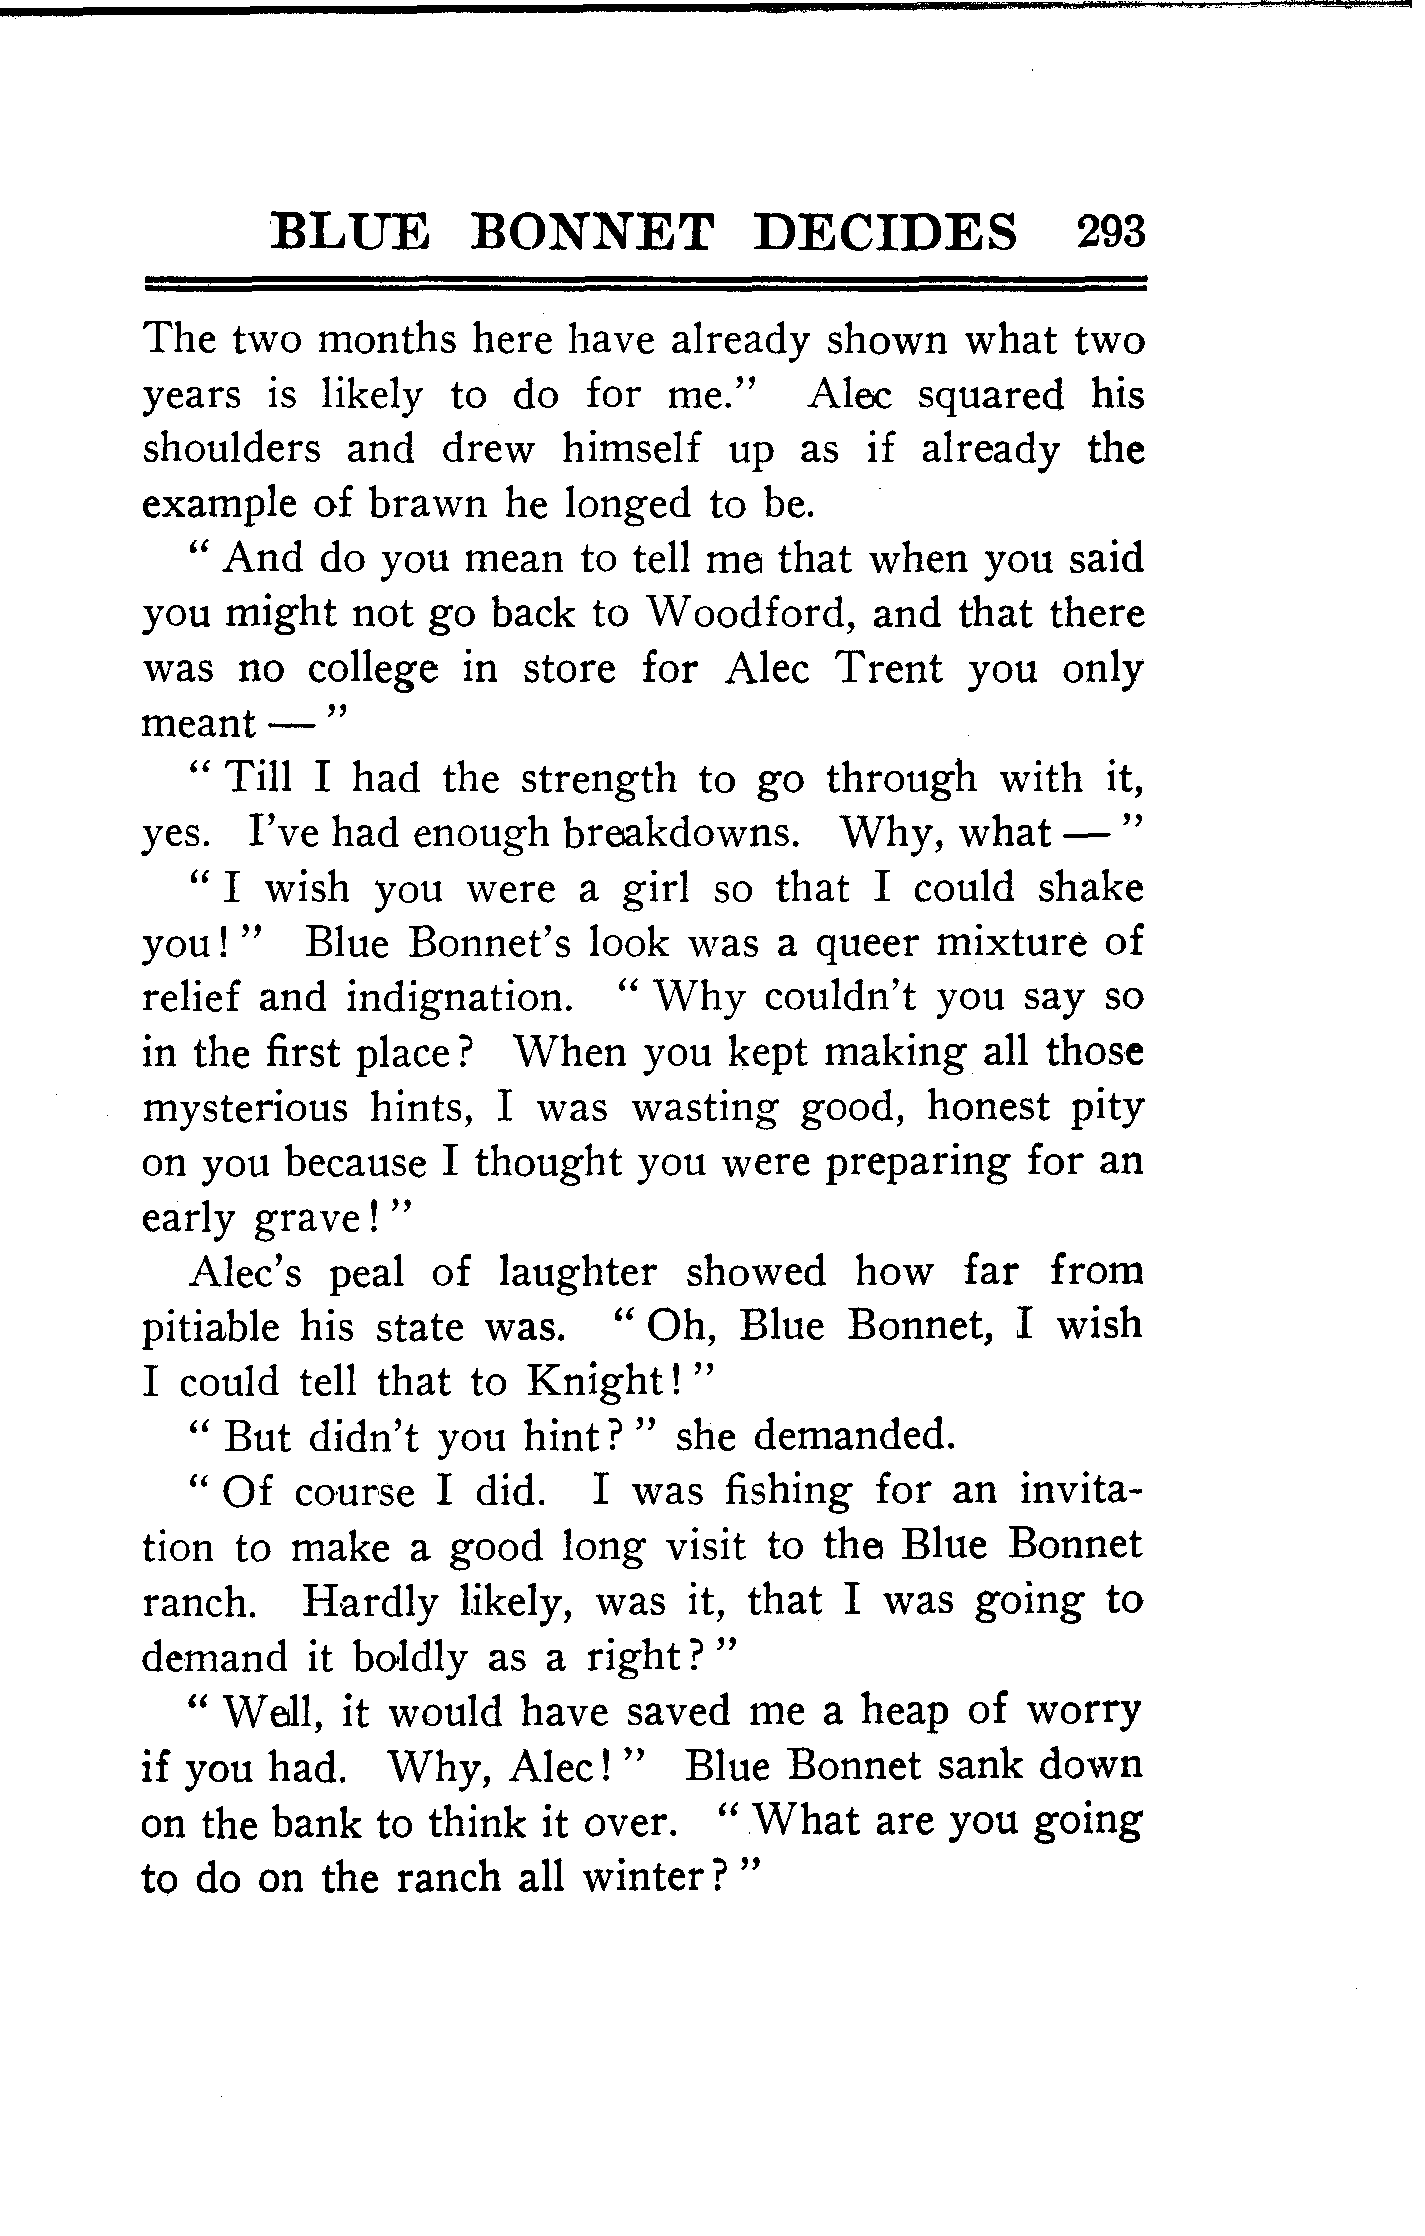 BLUE BONNET DECIDES 293
The two months here have already shown what two
years is likely to do for me.” Alec squared his
shoulders and drew himself up as if already the
example of brawn he longed to be.
“ And do you mean to tell me that when you said
you might not go back to Woodford, and that there
was no college in store for Alec Trent you only
meant — ”
“ Till I had the strength to go through with it,
yes. I’ve had enough breakdowns. Why, what — ”
“ I wish you were a girl so that I could shake
you! ” Blue Bonnet’s look was a queer mixture of
relief and indignation. “ Why couldn’t you say so
in the first place? When you kept making all those
mysterious hints, I was wasting good, honest pity
on you because I thought you were preparing for an
early grave! ”
Alec’s peal of laughter showed how far from
pitiable his state was. “ Oh, Blue Bonnet, I wish
I could tell that to Knight! ”
“ But didn’t you hint? ” she demanded.
“ Of course I did. I was fishing for an invita-
tion to make a good long visit to the Blue Bonnet
ranch. Hardly likely, was it, that I was going to
demand it boldly as a right? ”
“ Well, it would have saved me a heap of worry
if you had. Why, Alec! ” Blue Bonnet sank down
on the bank to think it over. “ What are you going
to do on the ranch all winter? ”